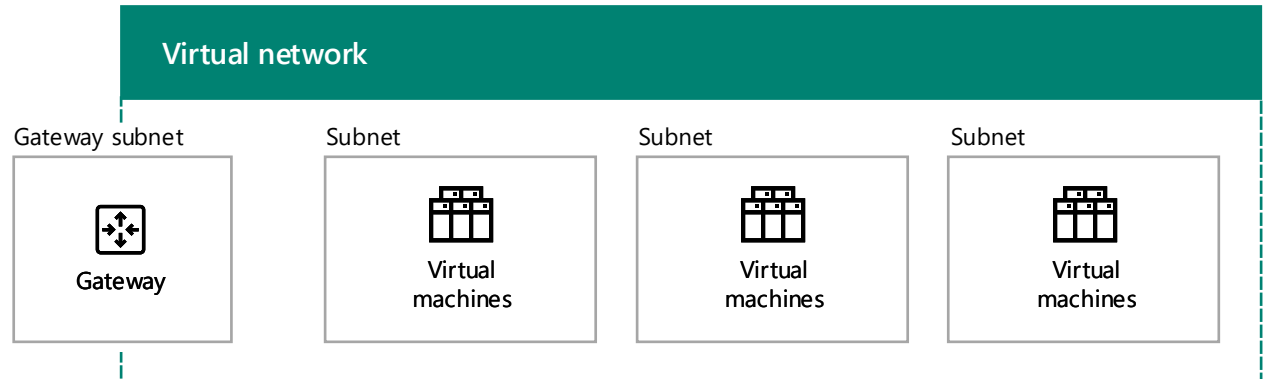 Virtual network
Gateway subnet
Subnet
Subnet
Subnet
Gateway
Virtual
machines
Virtual
machines
Virtual
machines